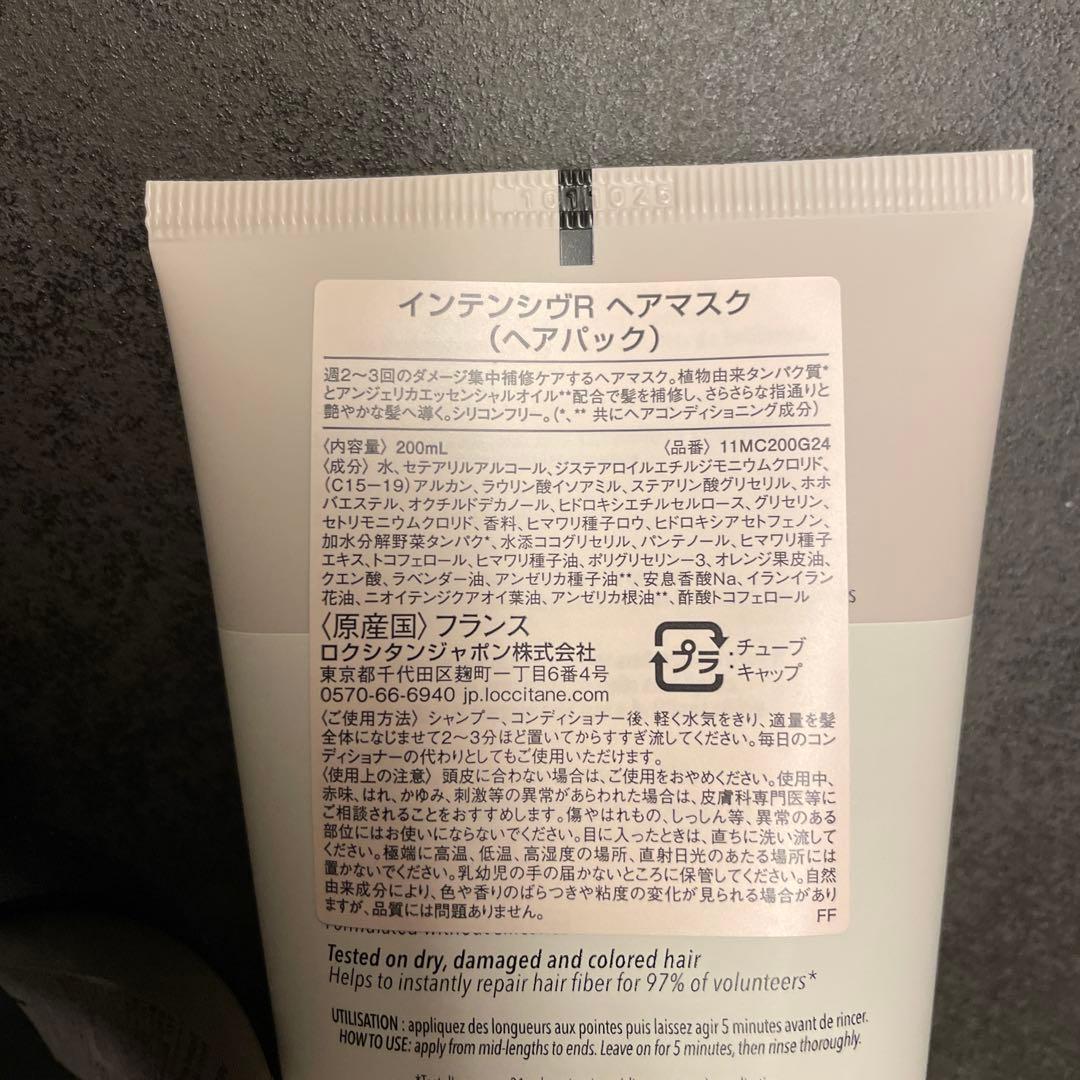 インテンシヴR ヘアマスク
(ヘアパック)
週2〜3回のダメージ集中補修ケアするヘアマスク。植物由来タンパク質*
とアンジェリカエッセンシャルオイル**配合で髪を補修し、さらさらな指通りと
艶やかな髪へ導く。シリコンフリー。(*、** 共にヘアコンディショニング成分)
〈内容量〉 200mL 〈品番〉 11MC200G24
〈成分〉 水、セテアリルアルコール、ジステアロイルエチルジモニウムクロリド、
(C15−19)アルカン、ラウリン酸イソアミル、ステアリン酸グリセリル、ホホ
バエステル、オクチルドデカノール、ヒドロキシエチルセルロース、グリセリン、
セトリモニウムクロリド、香料、ヒマワリ種子ロウ、ヒドロキシアセトフェノン、
加水分解野菜タンパク*、水添ココグリセリル、パンテノール、ヒマワリ種子
エキス、トコフェロール、ヒマワリ種子油、ポリグリセリン−3、オレンジ果皮油、
クエン酸、ラベンダー油、アンゼリカ種子油**、安息香酸Na、イランイラン
花油、ニオイテンジクアオイ葉油、アンゼリカ根油**、酢酸トコフェロール
〈原産国〉フランス
ロクシタンジャポン株式会社
東京都千代田区麹町一丁目6番4号
0570-66-6940 jp.loccitane.com
プラ
:チューブ
:キャップ
〈ご使用方法〉 シャンプー、コンディショナー後、軽く水気をきり、適量を髪
全体になじませて2〜3分ほど置いてからすすぎ流してください。毎日のコン
ディショナーの代わりとしてもご使用いただけます。
〈使用上の注意〉 頭皮に合わない場合は、ご使用をおやめください。使用中、
赤味、はれ、かゆみ、刺激等の異常があらわれた場合は、皮膚科専門医等に
ご相談されることをおすすめします。傷やはれもの、しっしん等、異常のある
部位にはお使いにならないでください。目に入ったときは、直ちに洗い流して
ください。極端に高温、低温、高湿度の場所、直射日光のあたる場所には
置かないでください。乳幼児の手の届かないところに保管してください。自然
由来成分により、色や香りのばらつきや粘度の変化が見られる場合があり
ますが、品質には問題ありません。
FF
Tested on dry, damaged and colored hair
Helps to instantly repair hair fiber for 97% of volunteers*
UTILISATION : appliquez des longueurs aux pointes puis laissez agir 5 minutes avant de rincer.
HOW TO USE: apply from mid-lengths to ends. Leave on for 5 minutes, then rinse thoroughly.